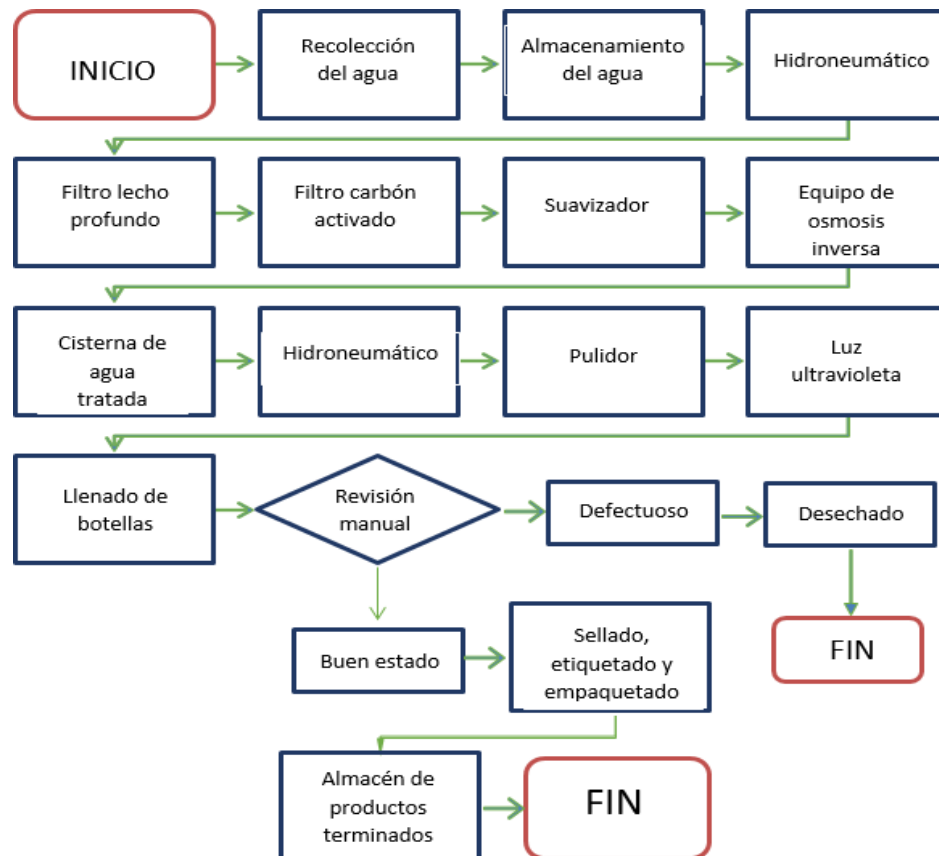 INICIO
Recolección
del agua
Almacenamiento
del agua
Hidroneumático
Filtro lecho
profundo
Filtro carbón
activado
Suavizador
Equipo de
osmosis
inversa
Cisterna de
agua
tratada
Hidroneumático
Pulidor
Luz
ultravioleta
Llenado de
botellas
Revisión
manual
Defectuoso
Desechado
Buen estado
Sellado,
etiquetado y
empaquetado
FIN
Almacén de
productos
terminados
FIN